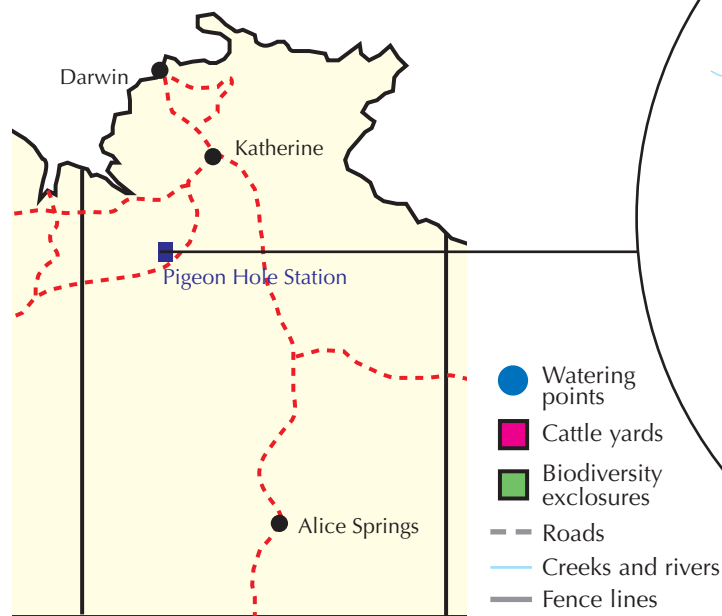 Darwin
Katherine
Pigeon Hole Station
Alice Springs
Watering
points
Cattle yards
Biodiversity
exclosures
Roads
Creeks and rivers
Fence lines